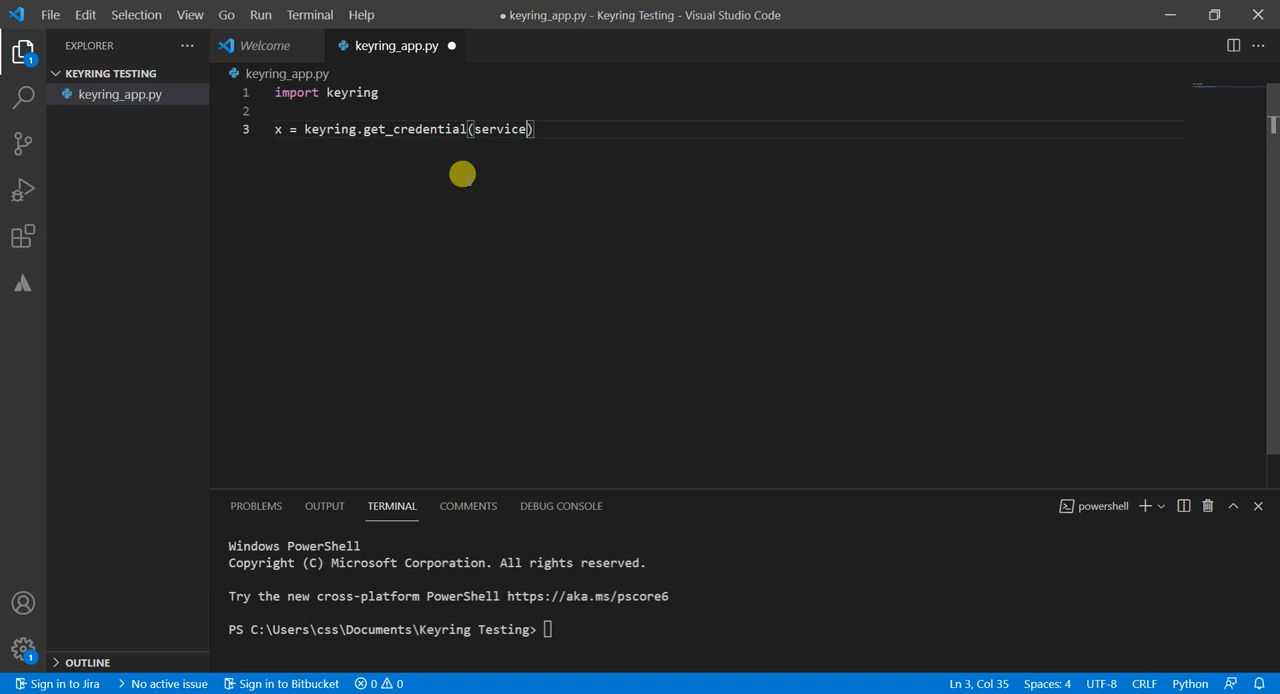 File Edit Selection View Go Run Terminal Help
● keyring_app.py - Keyring Testing - Visual Studio Code
EXPLORER
Welcome
keyring_app.py ●
KEYRING TESTING
keyring_app.py
keyring_app.py
1 import keyring
2
3 x = keyring.get_credential(service)
1
PROBLEMS OUTPUT TERMINAL COMMENTS DEBUG CONSOLE
powershell
Windows PowerShell
Copyright (C) Microsoft Corporation. All rights reserved.
Try the new cross-platform PowerShell https://aka.ms/pscore6
PS C:\Users\css\Documents\Keyring Testing>
1
OUTLINE
Sign in to Jira No active issue Sign in to Bitbucket 0 0 Ln 3, Col 35 Spaces: 4 UTF-8 CRLF Python